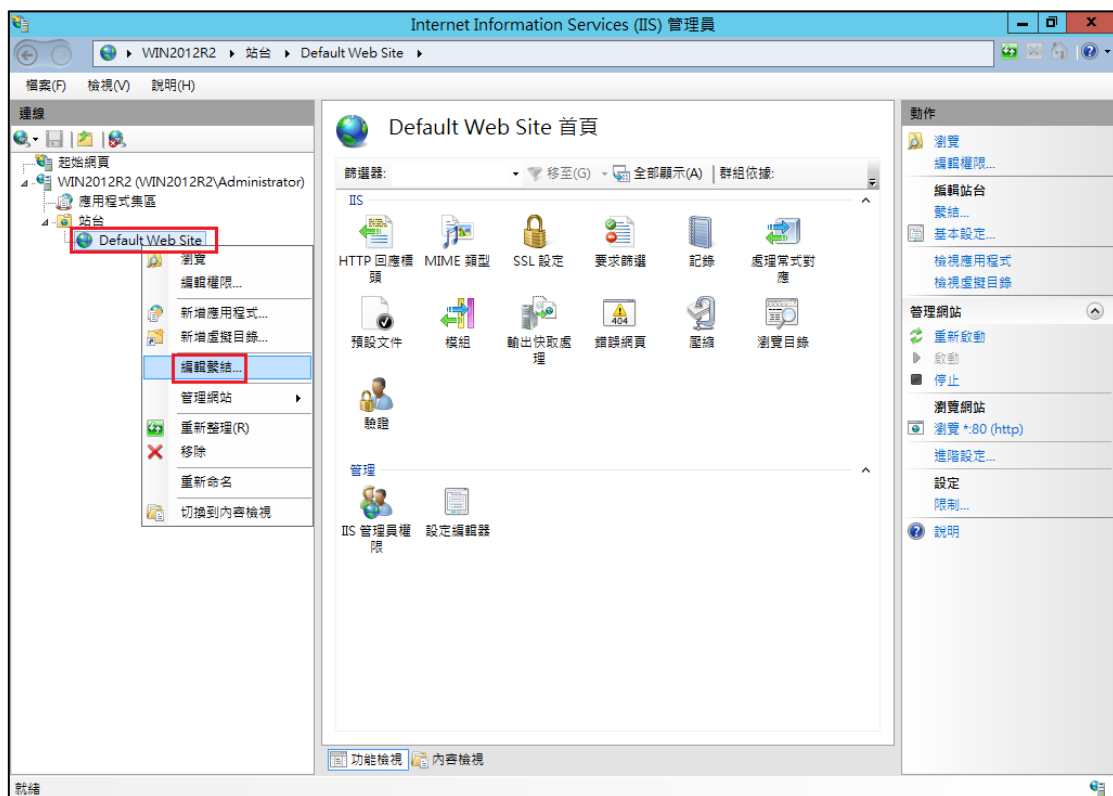 Internet Information Services (IIS) 管理員
WIN2012R2 站台 Default Web Site
檔案(F) 檢視(V) 說明(H)
連線
起始網頁
WIN2012R2 (WIN2012R2\Administrator)
應用程式集區
站台
Default Web Site
瀏覽
編輯權限...
新增應用程式...
新增虛擬目錄...
編輯繫結...
管理網站
重新整理(R)
移除
重新命名
切換到內容檢視
Default Web Site 首頁
篩選器: 移至(G) 全部顯示(A) 群組依據:
IIS
HTTP 回應標頭
MIME 類型
SSL 設定
要求篩選
記錄
處理常式對應
預設文件
模組
輸出快取處理
404
錯誤網頁
壓縮
瀏覽目錄
驗證
管理
IIS 管理員權限
設定編輯器
功能檢視 內容檢視
動作
瀏覽
編輯權限...
編輯站台
繫結...
基本設定...
檢視應用程式
檢視虛擬目錄
管理網站
重新啟動
啟動
停止
瀏覽網站
瀏覽 *:80 (http)
進階設定...
設定
限制...
說明
就緒